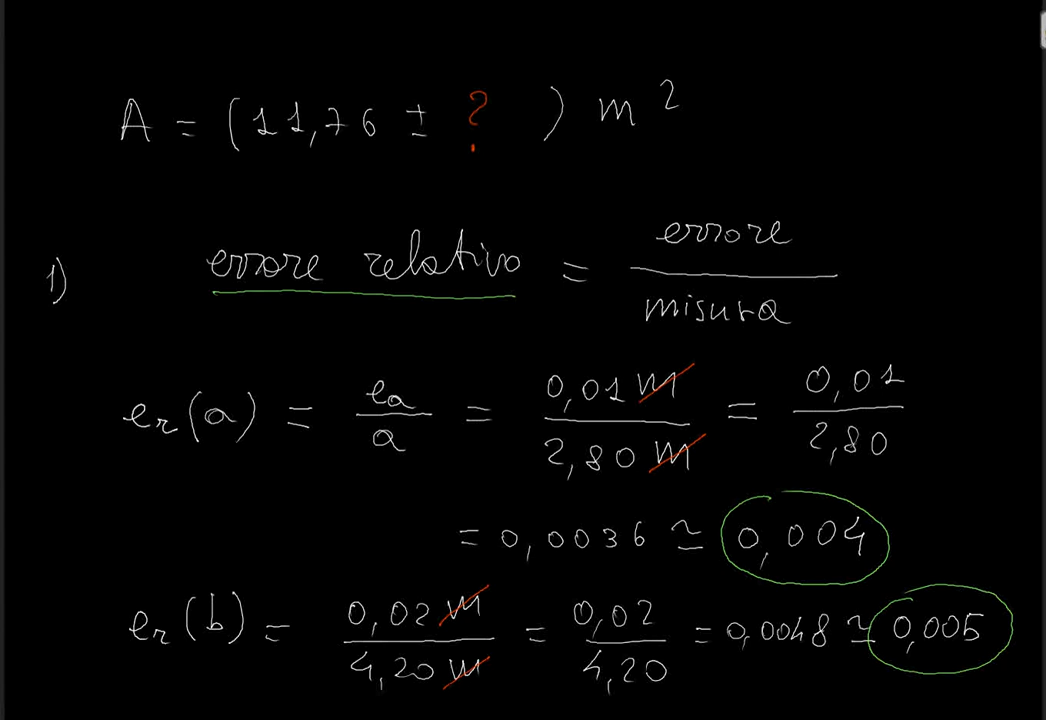 A = (11,76 ± ?) m²
1) errore relativo = errore / misura
er(a) = ea / a = 0,01 m / 2,80 m = 0,01 / 2,80
= 0,0036 ≃ 0,004
er(b) = 0,02 m / 4,20 m = 0,02 / 4,20 = 0,0048 ≃ 0,005